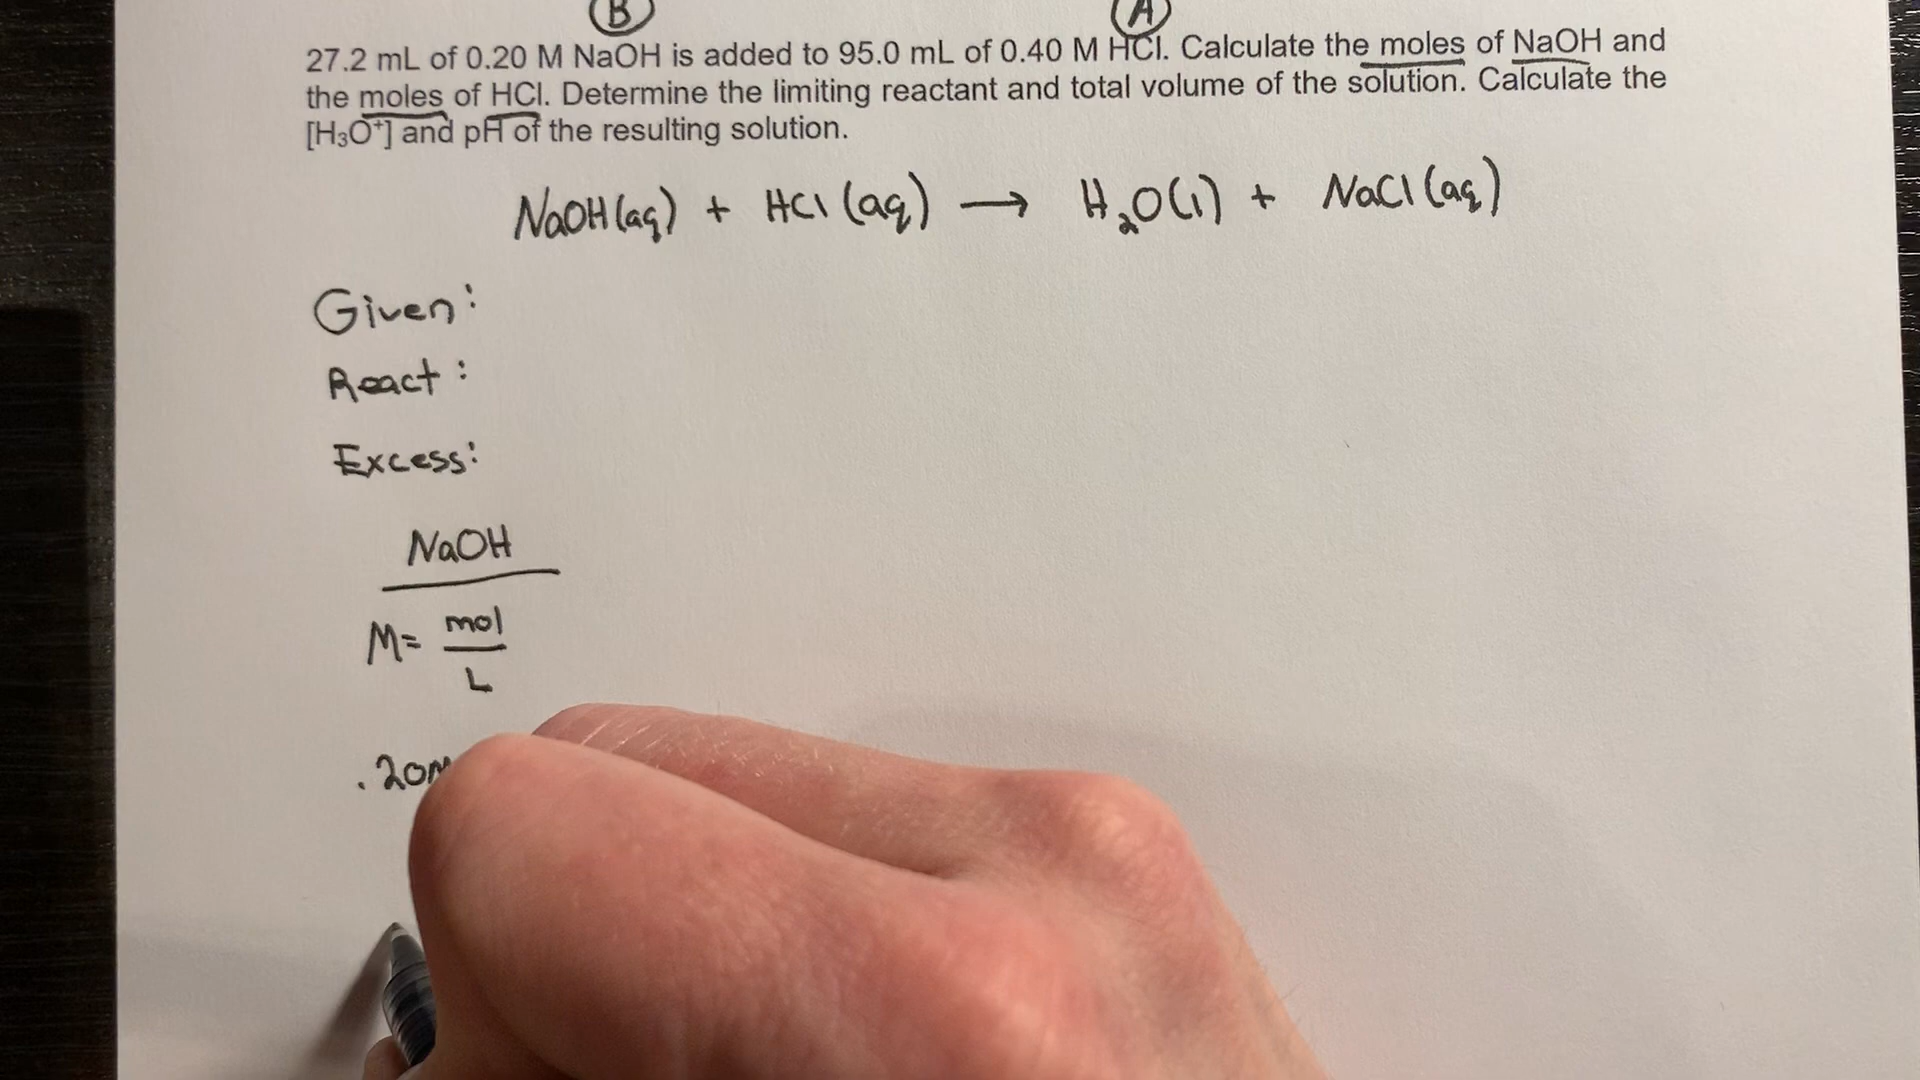 B A
27.2 mL of 0.20 M NaOH is added to 95.0 mL of 0.40 M HCl. Calculate the moles of NaOH and
the moles of HCl. Determine the limiting reactant and total volume of the solution. Calculate the
[H₃O⁺] and pH of the resulting solution.
NaOH(aq) + HCl(aq) → H₂O(l) + NaCl(aq)
Given:
React:
Excess:
NaOH
M= mol
L
.20M